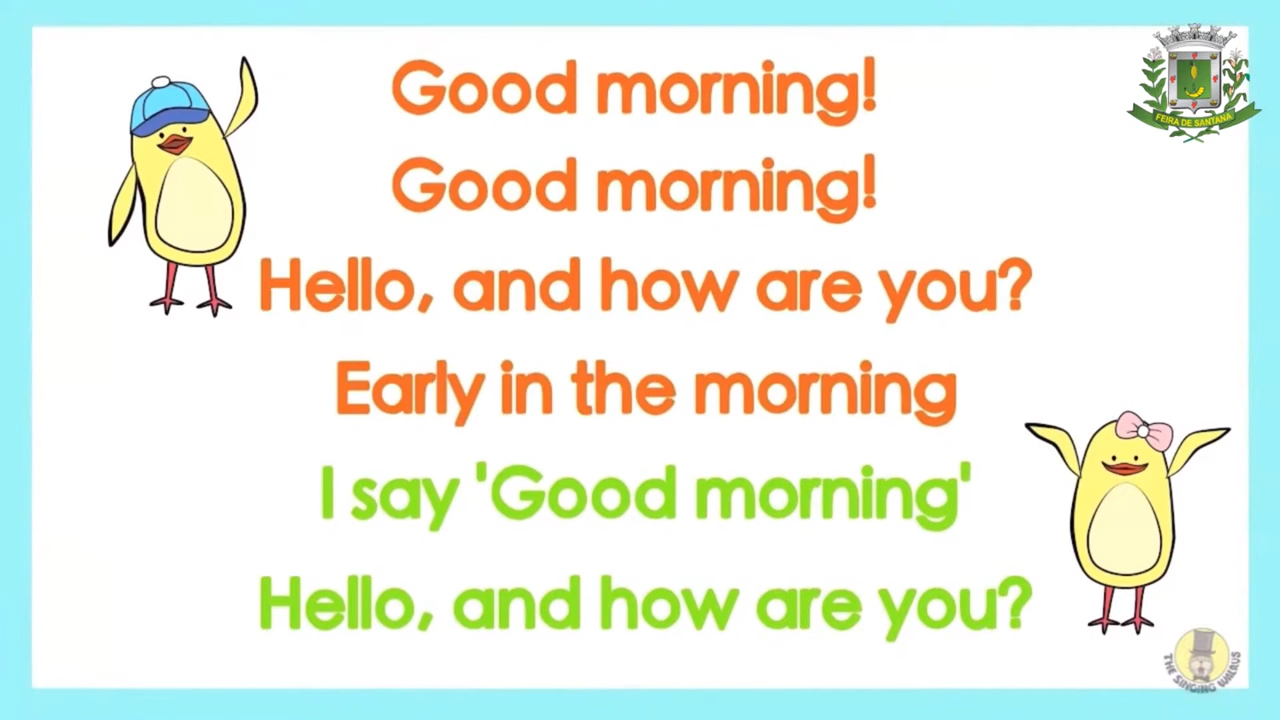 Good morning!
FEIRA DE SANTANA
Good morning!
Hello, and how are you?
Early in the morning
I say 'Good morning'
Hello, and how are you?
THE SINGING WALRUS